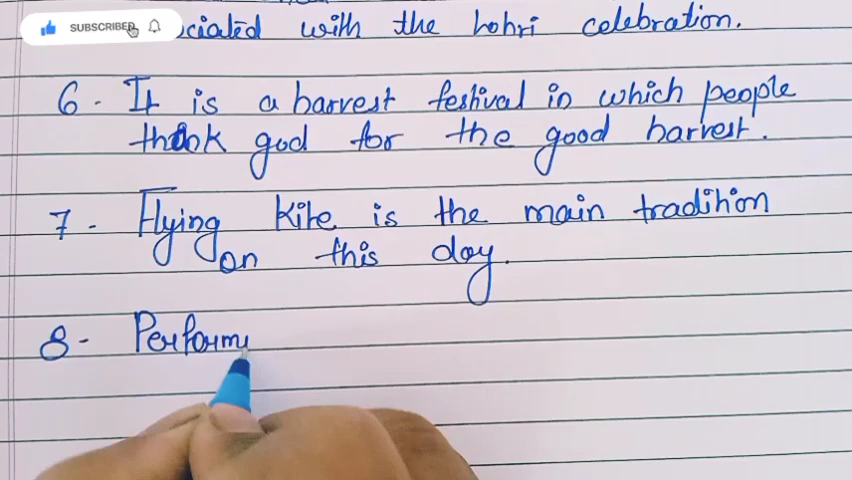 SUBSCRIBED
with the Lohri celebration.
6. It is a harvest festival in which people
thank god for the good harvest.
7. Flying Kite is the main tradition
on this day.
8. Perform